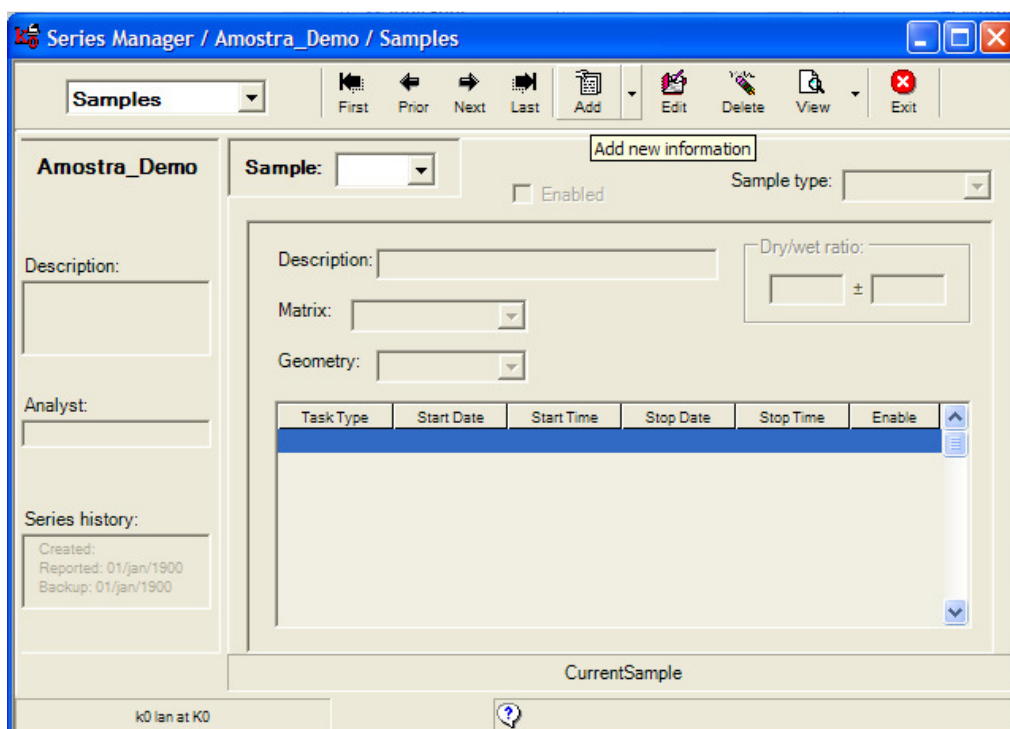 Series Manager / Amostra_Demo / Samples
Samples
First Prior Next Last Add Edit Delete View Exit
Add new information
Amostra_Demo
Sample:
Enabled
Sample type:
Description:
Description:
Dry/wet ratio:
±
Matrix:
Geometry:
Analyst:
Task Type Start Date Start Time Stop Date Stop Time Enable
Series history:
Created:
Reported: 01/jan/1900
Backup: 01/jan/1900
CurrentSample
k0 Ian at K0